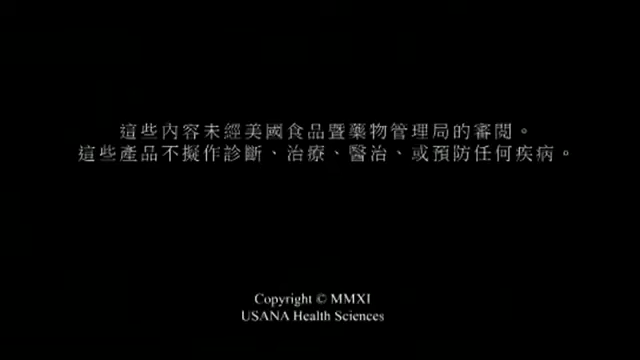 這些內容未經美國食品暨藥物管理局的審閱。
這些產品不擬作診斷、治療、醫治、或預防任何疾病。
Copyright © MMXI
USANA Health Sciences